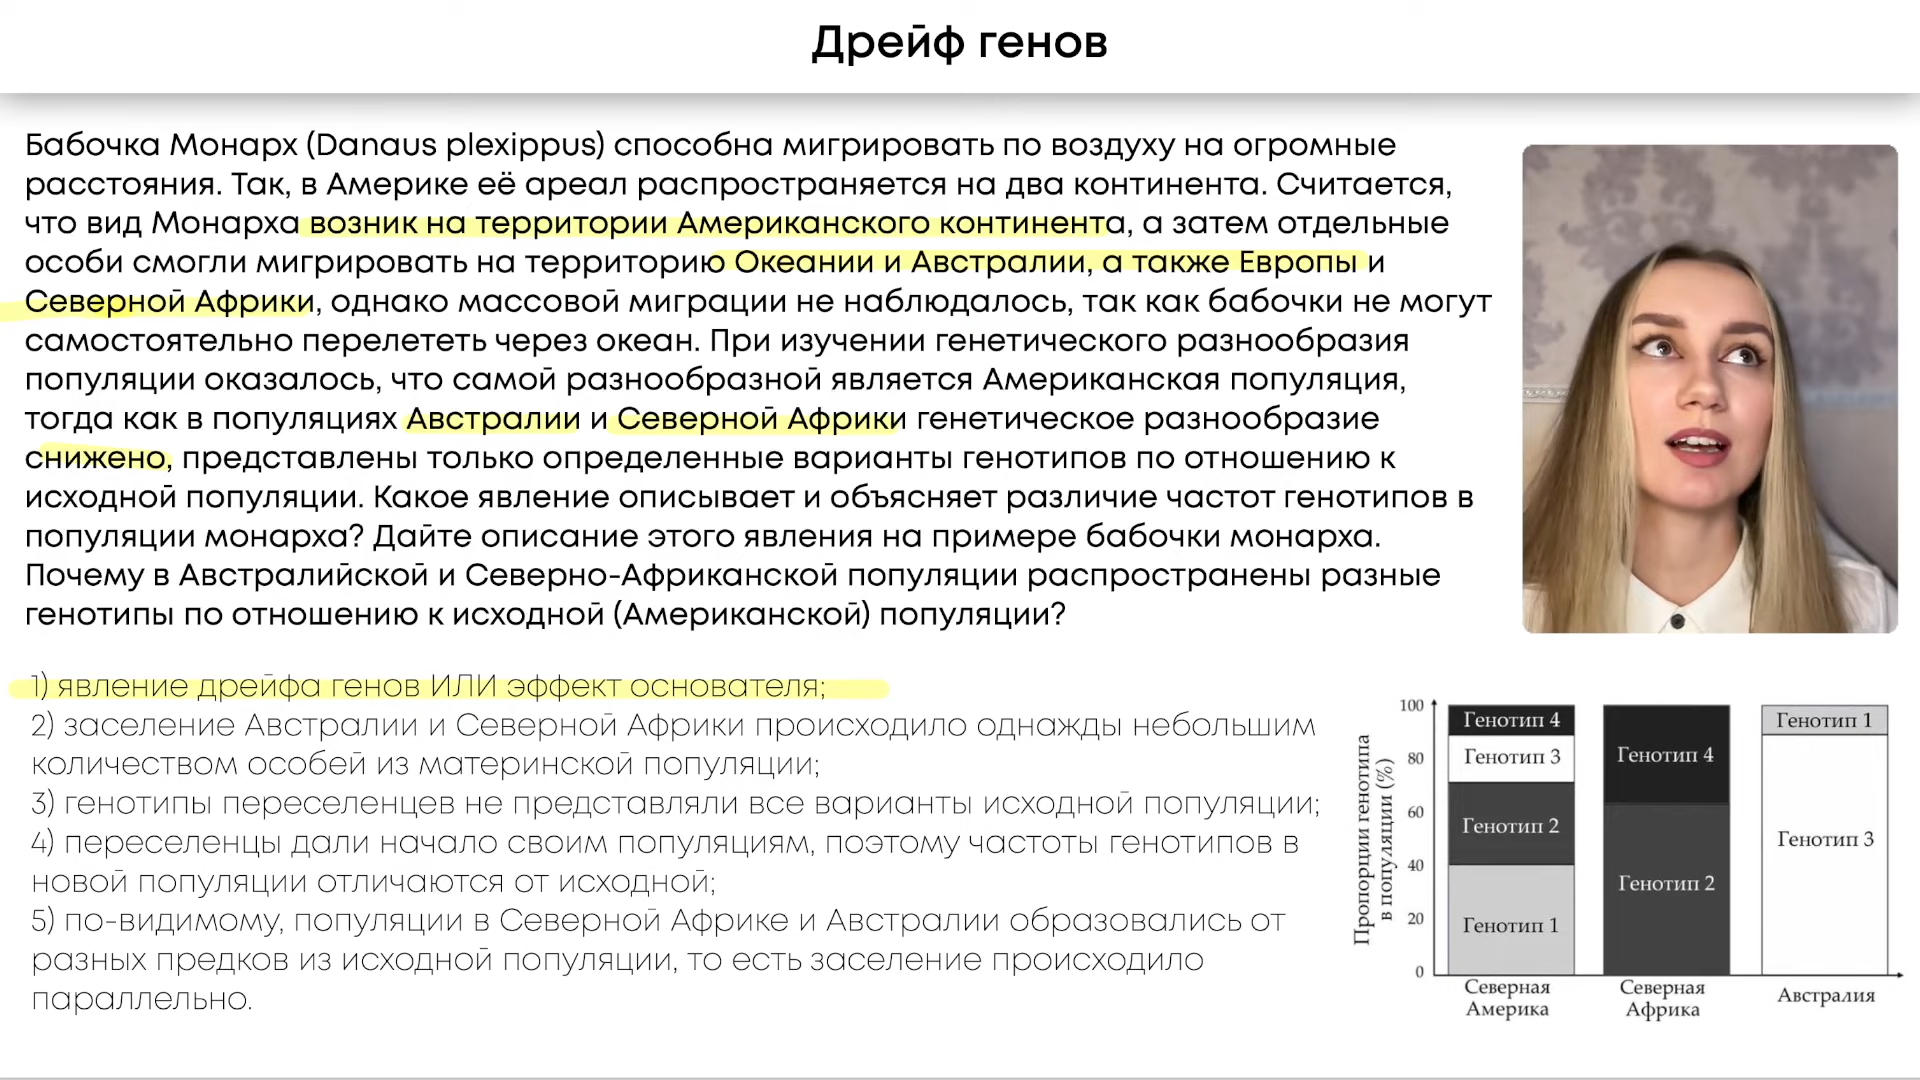 Дрейф генов
Бабочка Монарх (Danaus plexippus) способна мигрировать по воздуху на огромные
расстояния. Так, в Америке её ареал распространяется на два континента. Считается,
что вид Монарха возник на территории Американского континента, а затем отдельные
особи смогли мигрировать на территорию Океании и Австралии, а также Европы и
Северной Африки, однако массовой миграции не наблюдалось, так как бабочки не могут
самостоятельно перелететь через океан. При изучении генетического разнообразия
популяции оказалось, что самой разнообразной является Американская популяция,
тогда как в популяциях Австралии и Северной Африки генетическое разнообразие
снижено, представлены только определенные варианты генотипов по отношению к
исходной популяции. Какое явление описывает и объясняет различие частот генотипов в
популяции монарха? Дайте описание этого явления на примере бабочки монарха.
Почему в Австралийской и Северно-Африканской популяции распространены разные
генотипы по отношению к исходной (Американской) популяции?
1) явление дрейфа генов ИЛИ эффект основателя;
2) заселение Австралии и Северной Африки происходило однажды небольшим
количеством особей из материнской популяции;
3) генотипы переселенцев не представляли все варианты исходной популяции;
4) переселенцы дали начало своим популяциям, поэтому частоты генотипов в
новой популяции отличаются от исходной;
5) по-видимому, популяции в Северной Африке и Австралии образовались от
разных предков из исходной популяции, то есть заселение происходило
параллельно.
Пропорции генотипа
в популяции (%)
100
80
60
40
20
0
Генотип 4
Генотип 3
Генотип 2
Генотип 1
Северная
Америка
Генотип 4
Генотип 2
Северная
Африка
Генотип 1
Генотип 3
Австралия